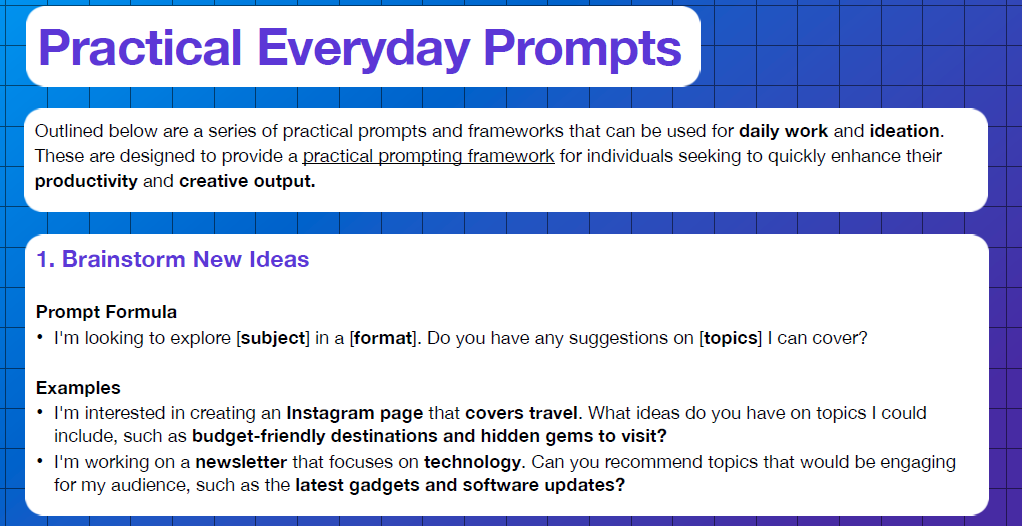 Practical Everyday Prompts
Outlined below are a series of practical prompts and frameworks that can be used for daily work and ideation.
These are designed to provide a practical prompting framework for individuals seeking to quickly enhance their
productivity and creative output.
1. Brainstorm New Ideas
Prompt Formula
• I'm looking to explore [subject] in a [format]. Do you have any suggestions on [topics] I can cover?
Examples
• I'm interested in creating an Instagram page that covers travel. What ideas do you have on topics I could
include, such as budget-friendly destinations and hidden gems to visit?
• I'm working on a newsletter that focuses on technology. Can you recommend topics that would be engaging
for my audience, such as the latest gadgets and software updates?